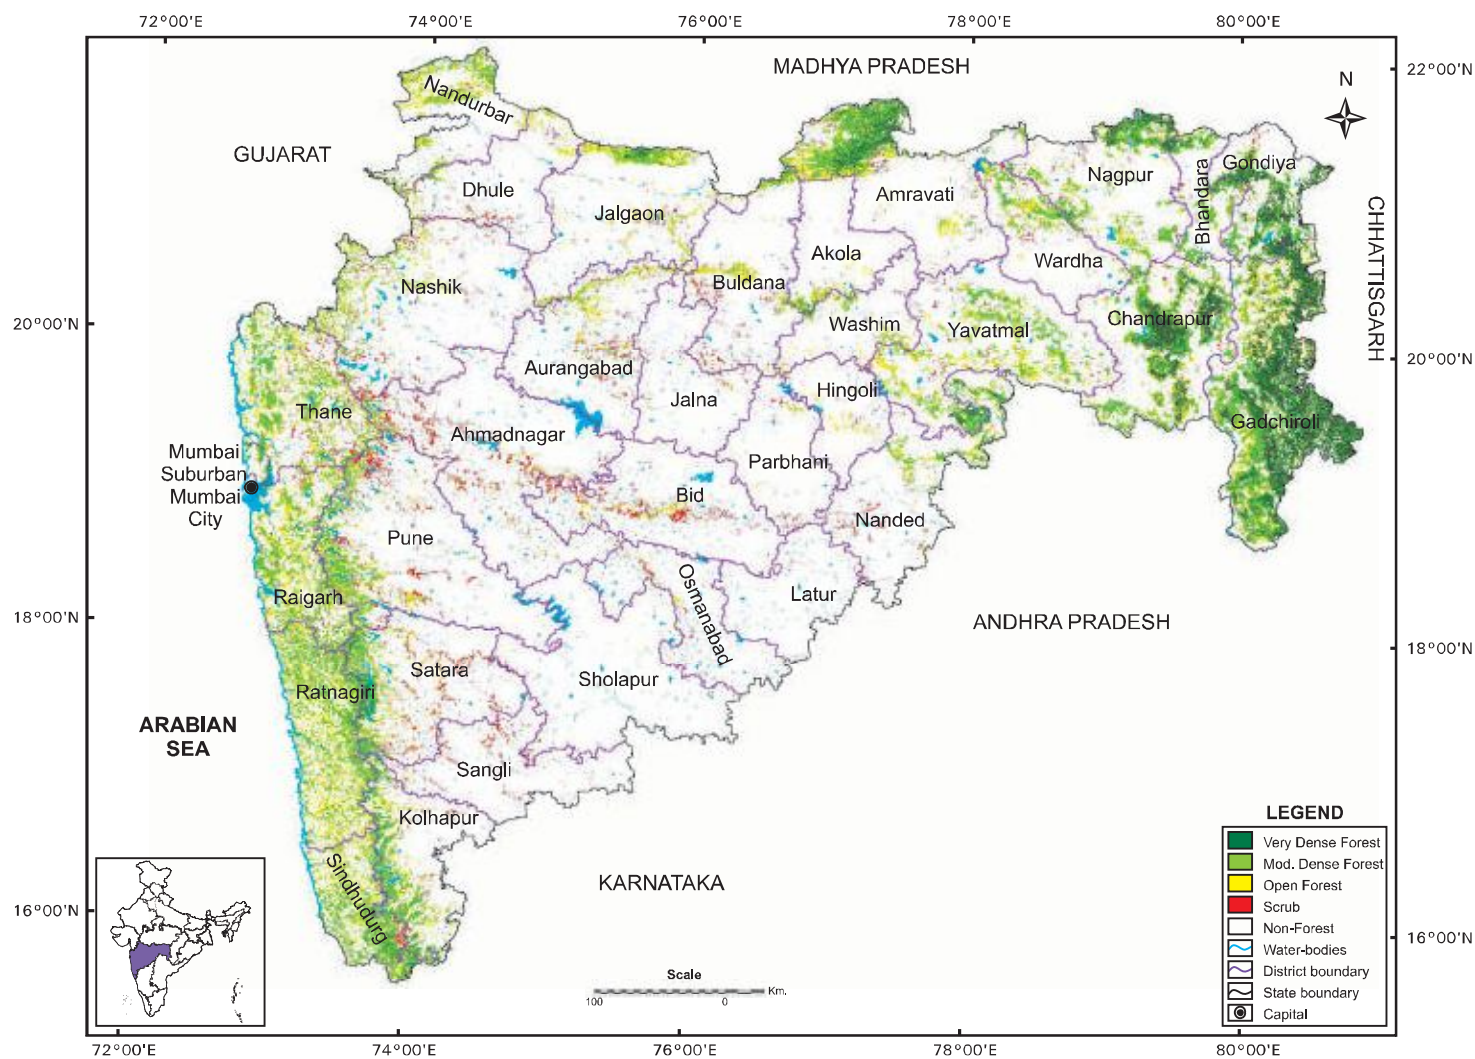 72°00'E
74°00'E
76°00'E
78°00'E
80°00'E
MADHYA PRADESH
22°00'N
N
Nandurbar
GUJARAT
Gondiya
Nagpur
Bhandara
Dhule
Amravati
Jalgaon
CHHATTISGARH
Akola
Wardha
Buldana
Nashik
20°00'N
Washim
Yavatmal
Chandrapur
20°00'N
Aurangabad
Hingoli
Jalna
Thane
Gadchiroli
Ahmadnagar
Mumbai
Suburban
Mumbai
City
Parbhani
Bid
Nanded
Pune
Osmanabad
Latur
Raigarh
18°00'N
ANDHRA PRADESH
18°00'N
Satara
Sholapur
Ratnagiri
ARABIAN
SEA
Sangli
Kolhapur
Sindhudurg
KARNATAKA
16°00'N
16°00'N
LEGEND
Very Dense Forest
Mod. Dense Forest
Open Forest
Scrub
Non-Forest
Water-bodies
District boundary
State boundary
Capital
Scale
Km.
100
0
72°00'E
74°00'E
76°00'E
78°00'E
80°00'E